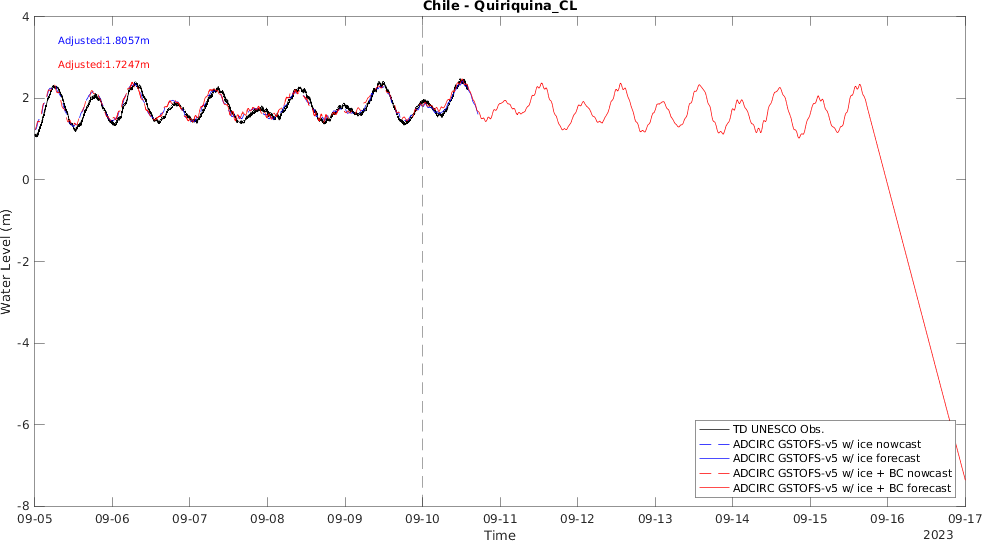 Chile - Quiriquina_CL
Adjusted:1.8057m
Adjusted:1.7247m
Water Level (m)
4
2
0
-2
-4
-6
-8
TD UNESCO Obs.
ADCIRC GSTOFS-v5 w/ ice nowcast
ADCIRC GSTOFS-v5 w/ ice forecast
ADCIRC GSTOFS-v5 w/ ice + BC nowcast
ADCIRC GSTOFS-v5 w/ ice + BC forecast
09-05 09-06 09-07 09-08 09-09 09-10 09-11 09-12 09-13 09-14 09-15 09-16 09-17
Time
2023